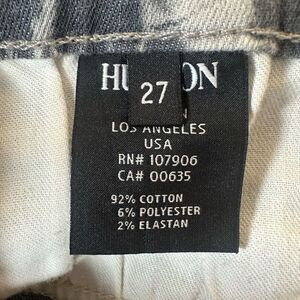 HU ON
27
LOS ANGELES
USA
RN# 107906
CA# 00635
92% COTTON
6% POLYESTER
2% ELASTAN